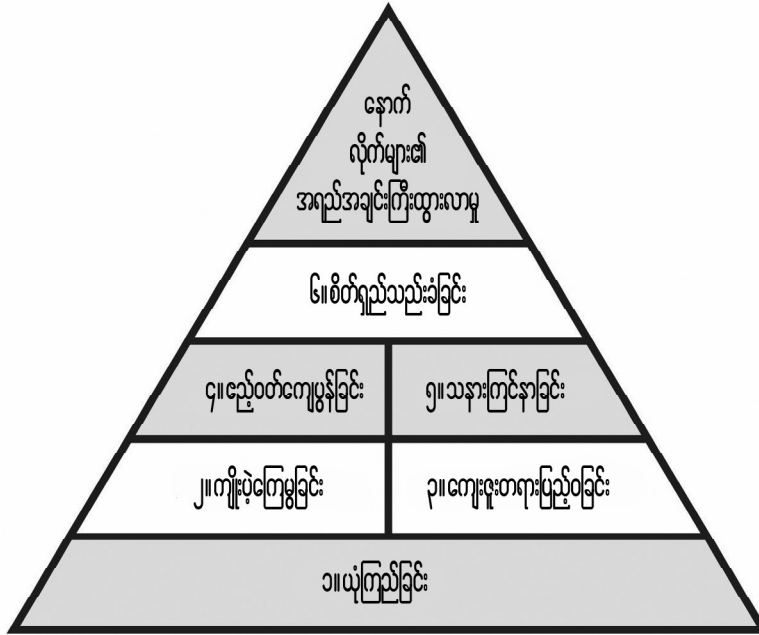 နောက်
လိုက်များ၏
အရည်အချင်းကြီးထွားလာမှု
၆။စိတ်ရှည်သည်းခံခြင်း
၄။ဧည့်ဝတ်ကျေပွန်ခြင်း
၅။သနားကြင်နာခြင်း
၂။ကျိုးပဲ့ကြေမွခြင်း
၃။ကျေးဇူးတရားပြည့်ဝခြင်း
၁။ယုံကြည်ခြင်း